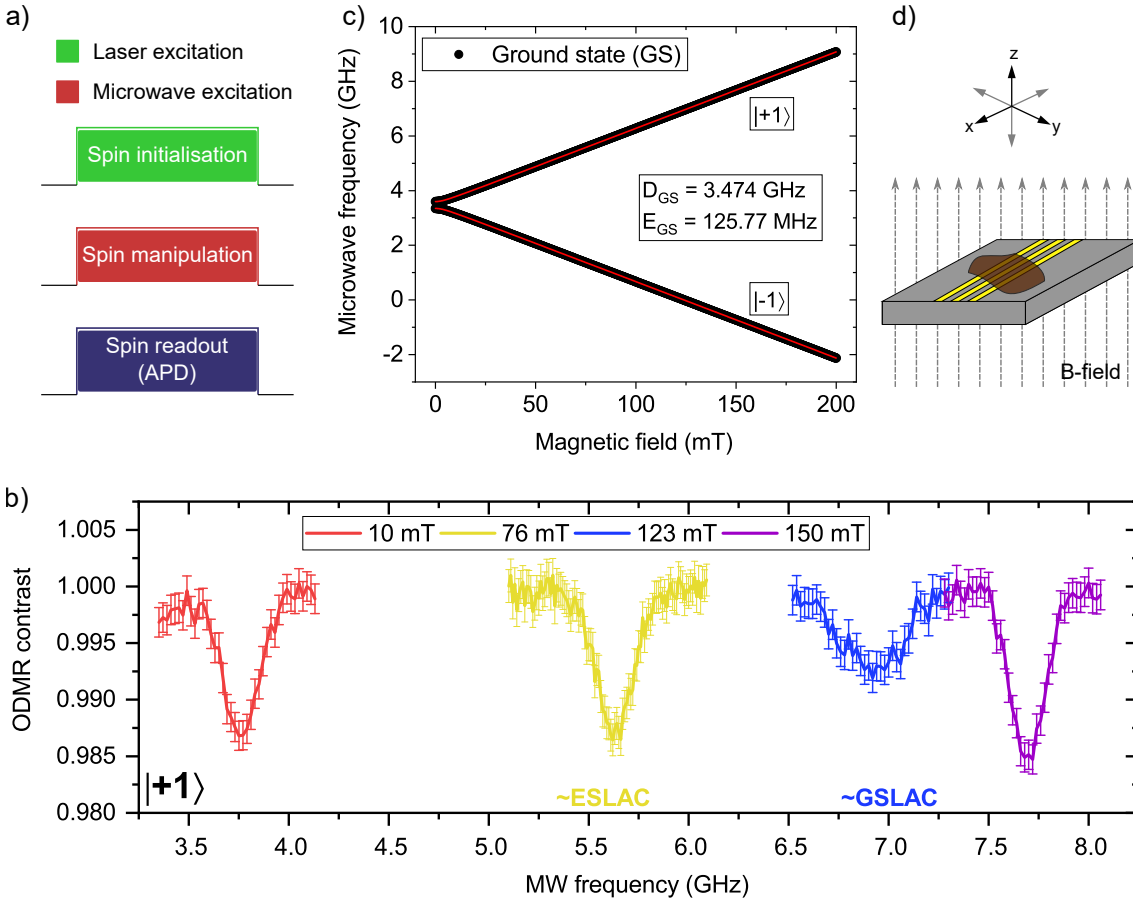 a)
Laser excitation
Microwave excitation
Spin initialisation
Spin manipulation
Spin readout
(APD)
c)
Microwave frequency (GHz)
10
8
6
4
2
0
-2
Ground state (GS)
|+1⟩
D_GS = 3.474 GHz
E_GS = 125.77 MHz
|-1⟩
0
50
100
150
200
Magnetic field (mT)
d)
z
x
y
B-field
b)
ODMR contrast
1.005
1.000
0.995
0.990
0.985
0.980
10 mT
76 mT
123 mT
150 mT
|+1⟩
~ESLAC
~GSLAC
3.5
4.0
4.5
5.0
5.5
6.0
6.5
7.0
7.5
8.0
MW frequency (GHz)